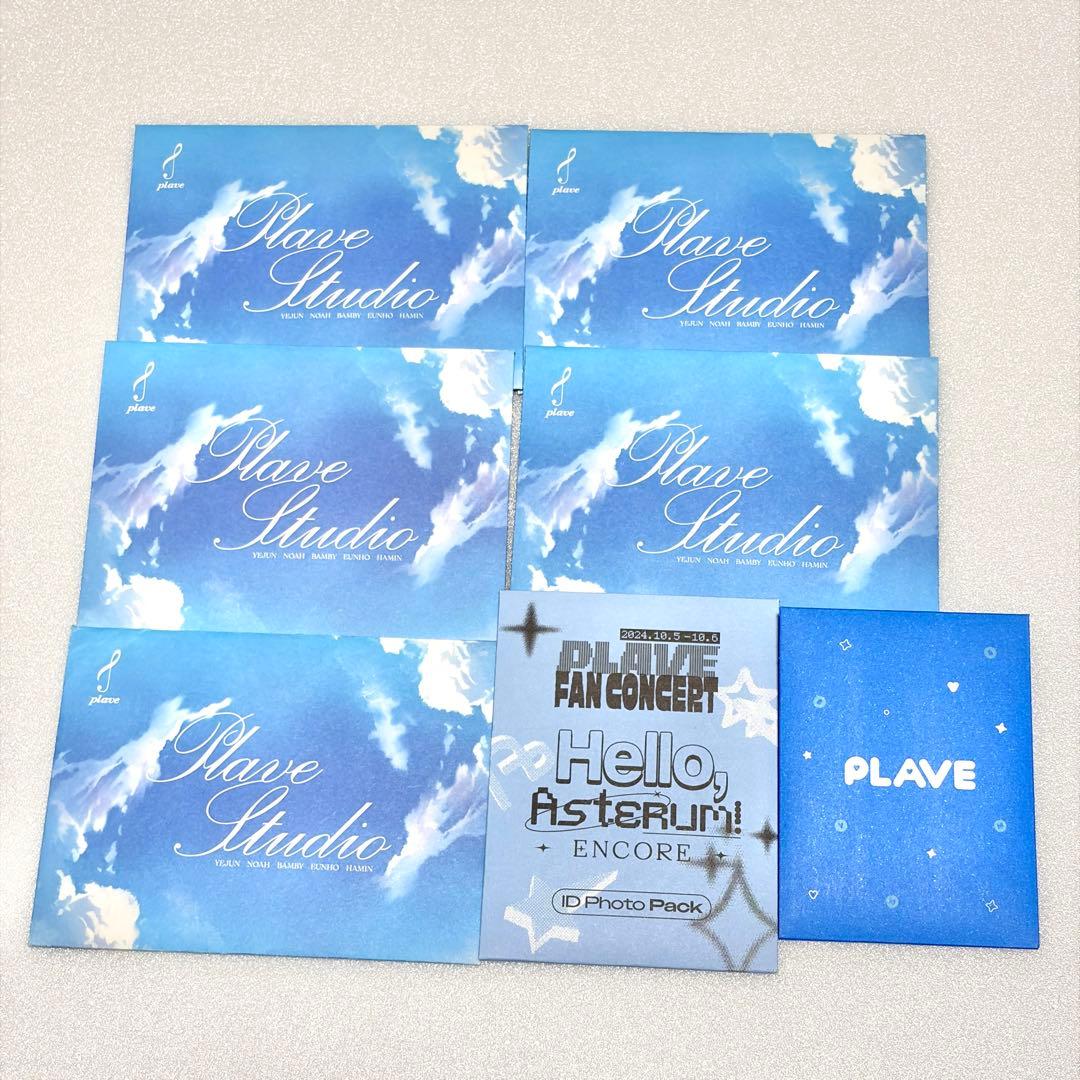 plave
Plave
Studio
YEJUN NOAH BAMBY EUNHO HAMIN
plave
Plave
Studio
YEJUN NOAH BAMBY EUNHO HAMIN
plave
Plave
Studio
YEJUN NOAH BAMBY EUNHO HAMIN
plave
Plave
Studio
YEJUN NOAH BAMBY EUNHO HAMIN
plave
Plave
Studio
YEJUN NOAH BAMBY EUNHO HAMIN
2024.10.5-10.6
PLAVE
FAN CONCERT
Hello,
Asterum!
ENCORE
ID Photo Pack
PLAVE